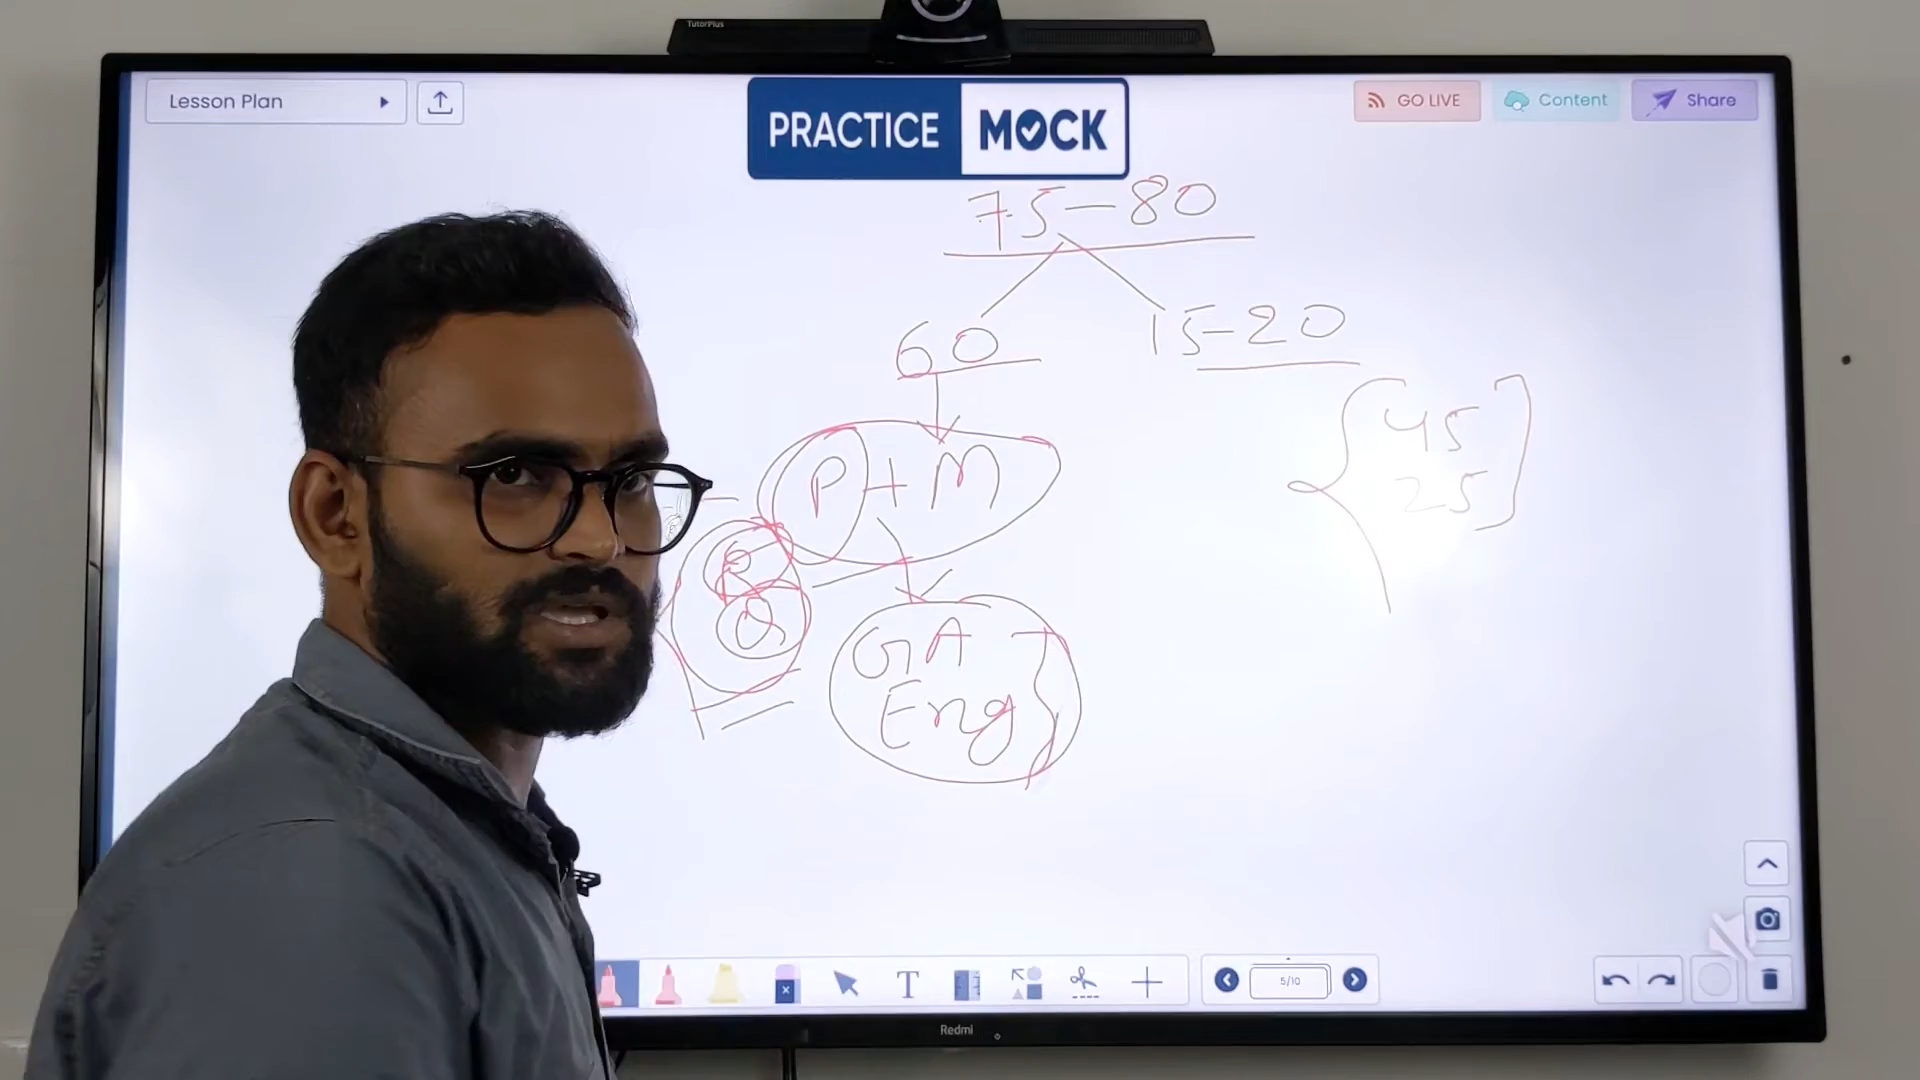 TutorPlus
Lesson Plan
PRACTICE MOCK
GO LIVE
Content
Share
75-80
60
15-20
45
25
P+M
R
Q
GA
Eng
T
5/10
Redmi